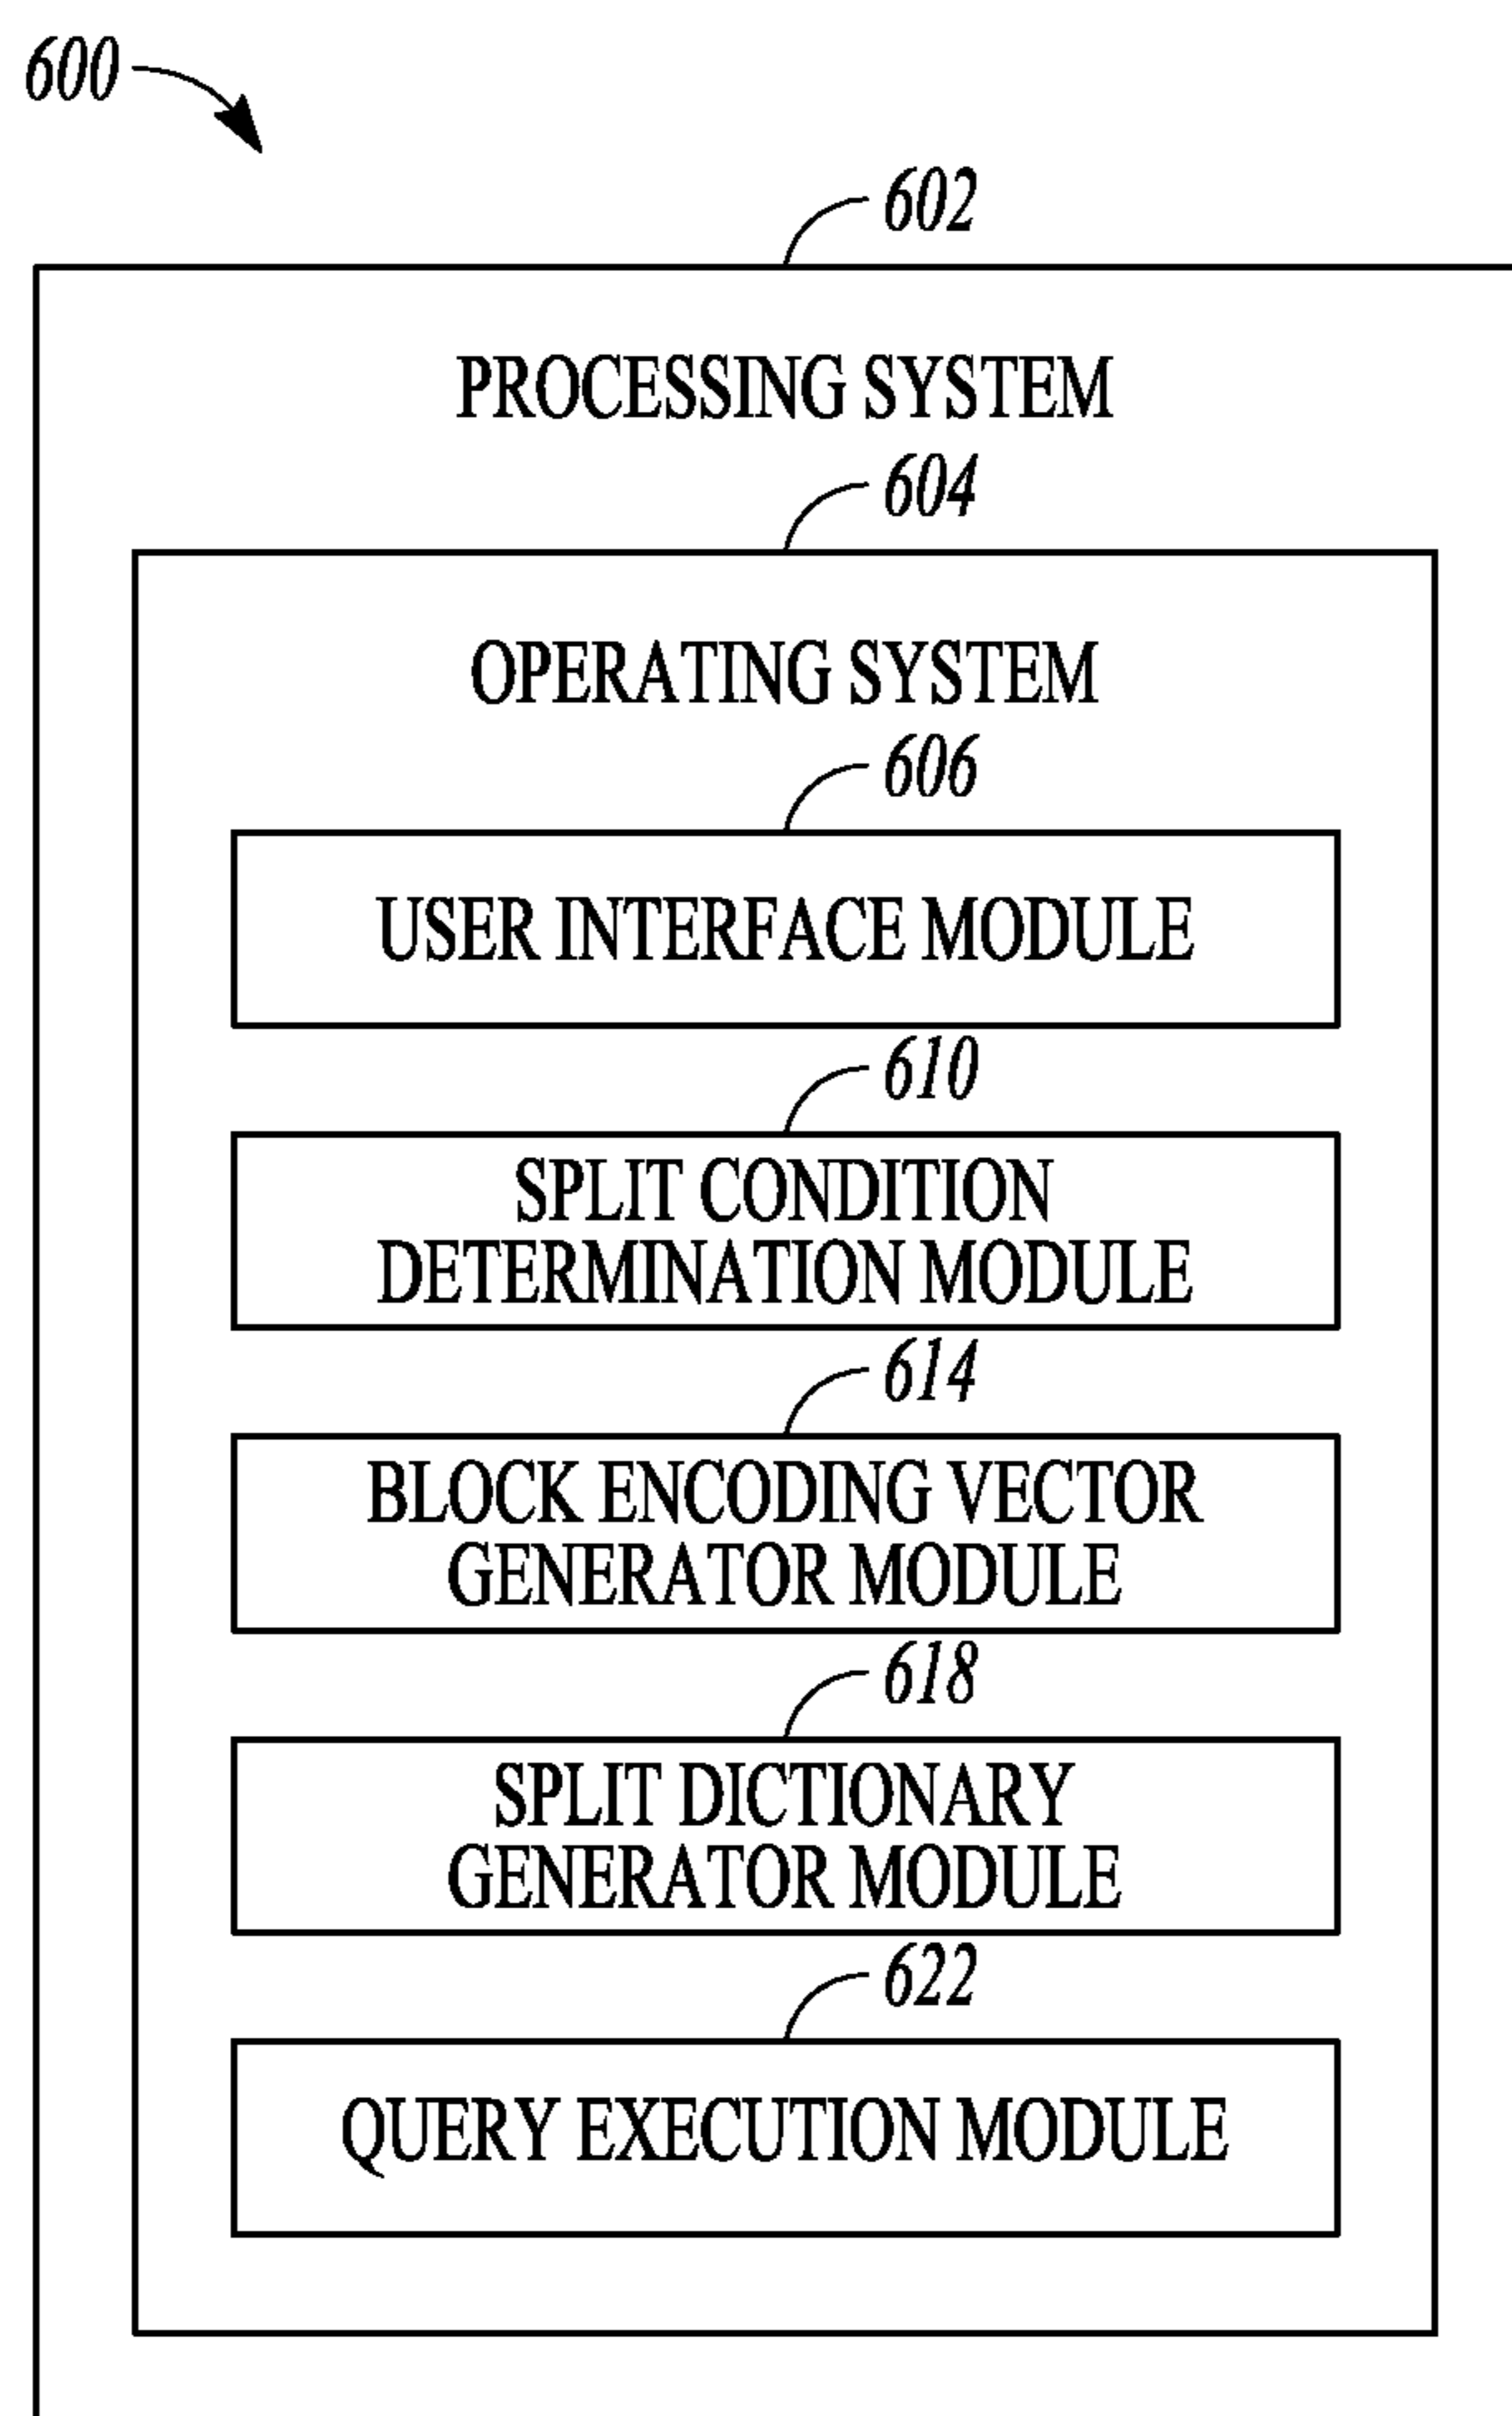 600
602
PROCESSING SYSTEM
604
OPERATING SYSTEM
606
USER INTERFACE MODULE
610
SPLIT CONDITION
DETERMINATION MODULE
614
BLOCK ENCODING VECTOR
GENERATOR MODULE
618
SPLIT DICTIONARY
GENERATOR MODULE
622
QUERY EXECUTION MODULE